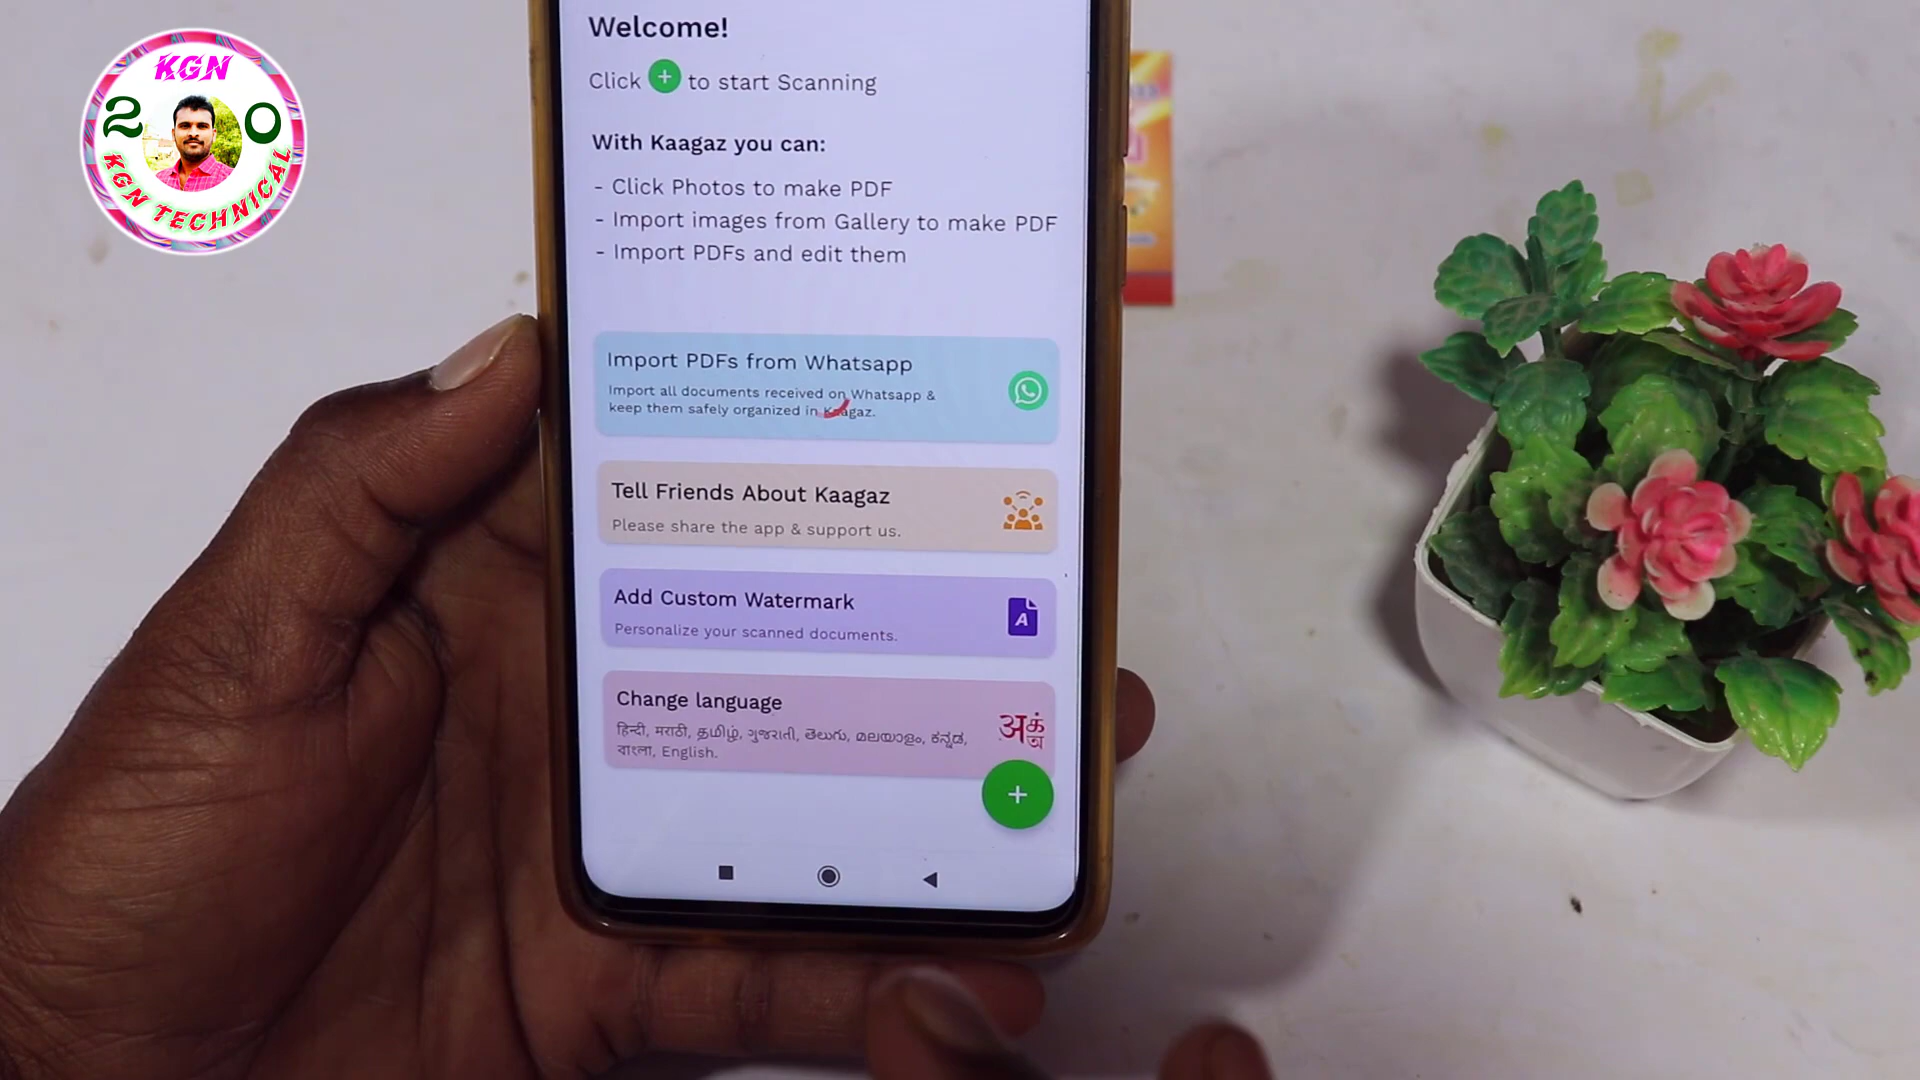 KGN
2 0
KGN TECHNICAL
Welcome!
Click + to start Scanning
With Kaagaz you can:
- Click Photos to make PDF
- Import images from Gallery to make PDF
- Import PDFs and edit them
Import PDFs from Whatsapp
Import all documents received on Whatsapp &
keep them safely organized in Kaagaz.
Tell Friends About Kaagaz
Please share the app & support us.
Add Custom Watermark
A
Personalize your scanned documents.
Change language
हिन्दी, मराठी, தமிழ், ગુજરાતી, తెలుగు, മലയാളം, ಕನ್ನಡ,
বাংলা, English.
+